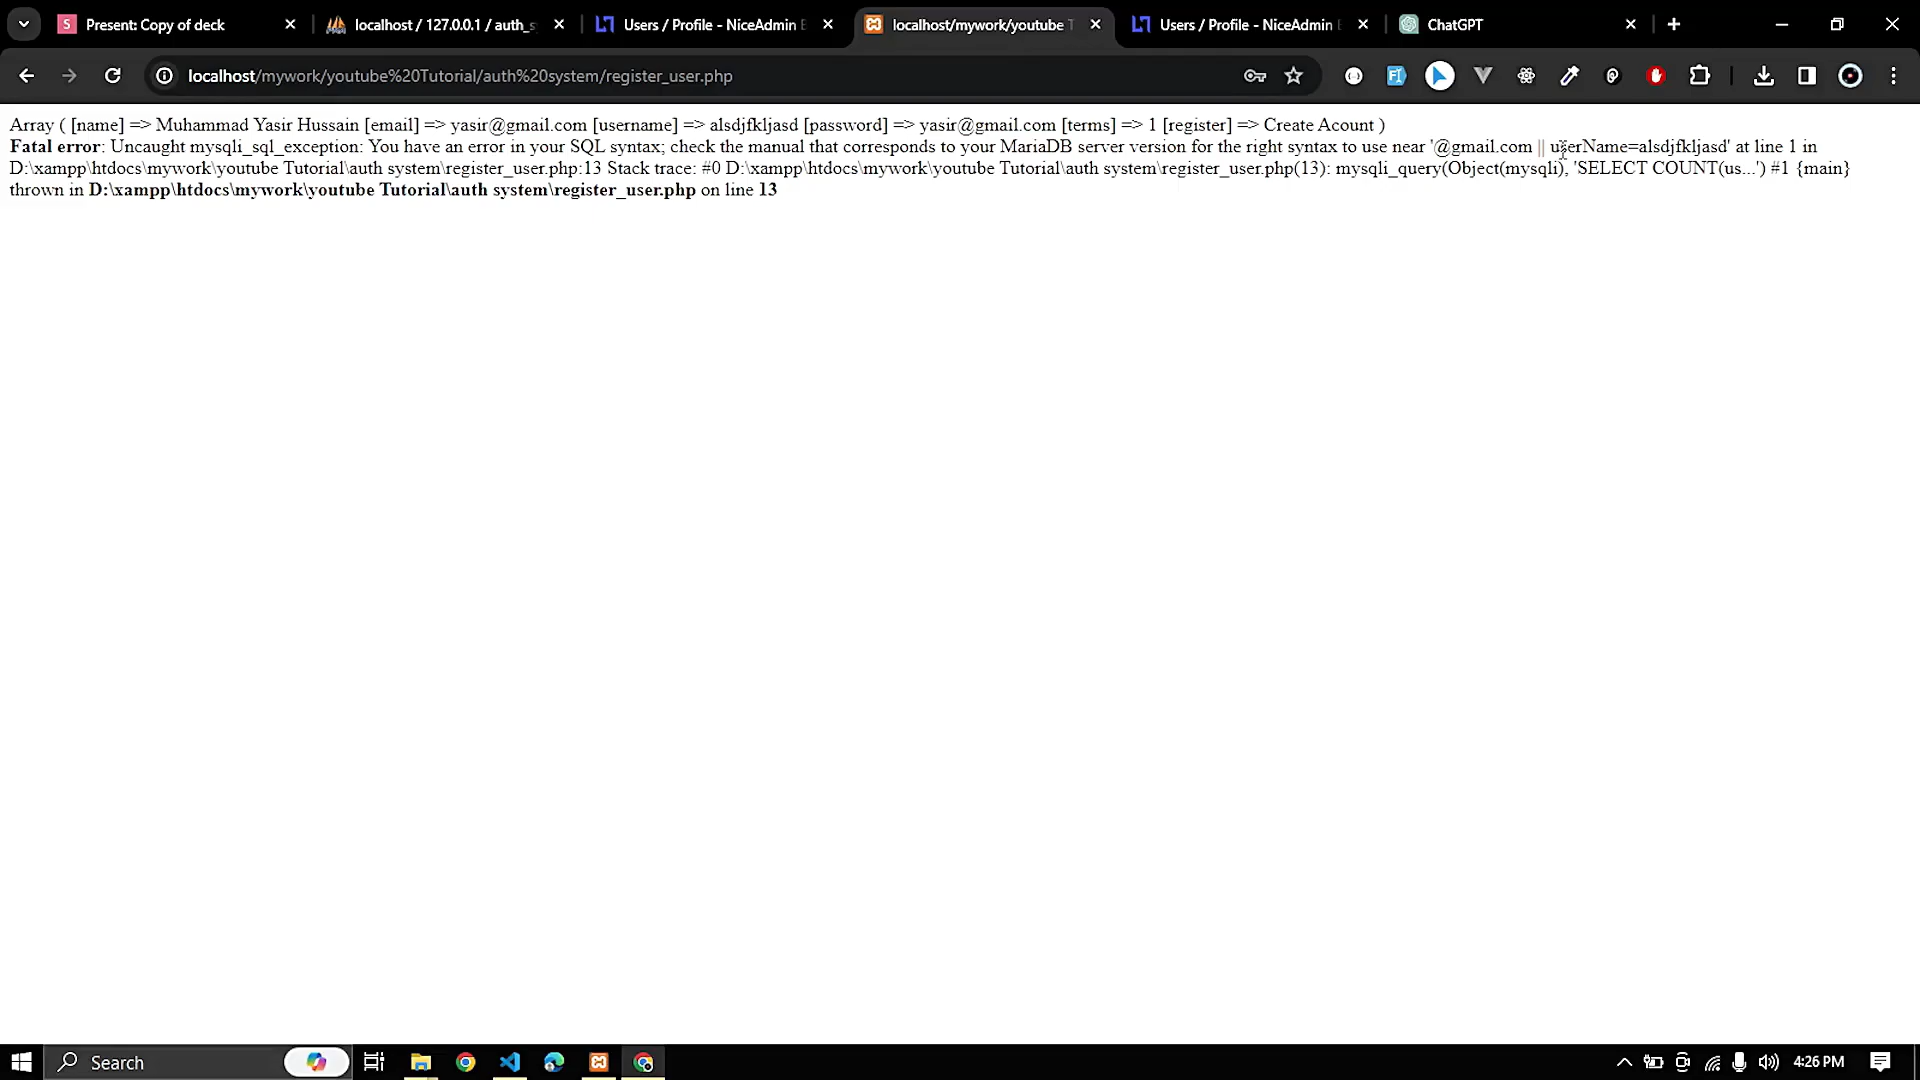 Present: Copy of deck
localhost / 127.0.0.1 / auth_s
Users / Profile - NiceAdmin B
localhost/mywork/youtube T
Users / Profile - NiceAdmin
ChatGPT
localhost/mywork/youtube%20Tutorial/auth%20system/register_user.php
Array ( [name] => Muhammad Yasir Hussain [email] => yasir@gmail.com [username] => alsdjfkljasd [password] => yasir@gmail.com [terms] => 1 [register] => Create Acount )
Fatal error: Uncaught mysqli_sql_exception: You have an error in your SQL syntax; check the manual that corresponds to your MariaDB server version for the right syntax to use near '@gmail.com || userName=alsdjfkljasd' at line 1 in
D:\xampp\htdocs\mywork\youtube Tutorial\auth system\register_user.php:13 Stack trace: #0 D:\xampp\htdocs\mywork\youtube Tutorial\auth system\register_user.php(13): mysqli_query(Object(mysqli), 'SELECT COUNT(us...') #1 {main}
thrown in D:\xampp\htdocs\mywork\youtube Tutorial\auth system\register_user.php on line 13
Search
4:26 PM